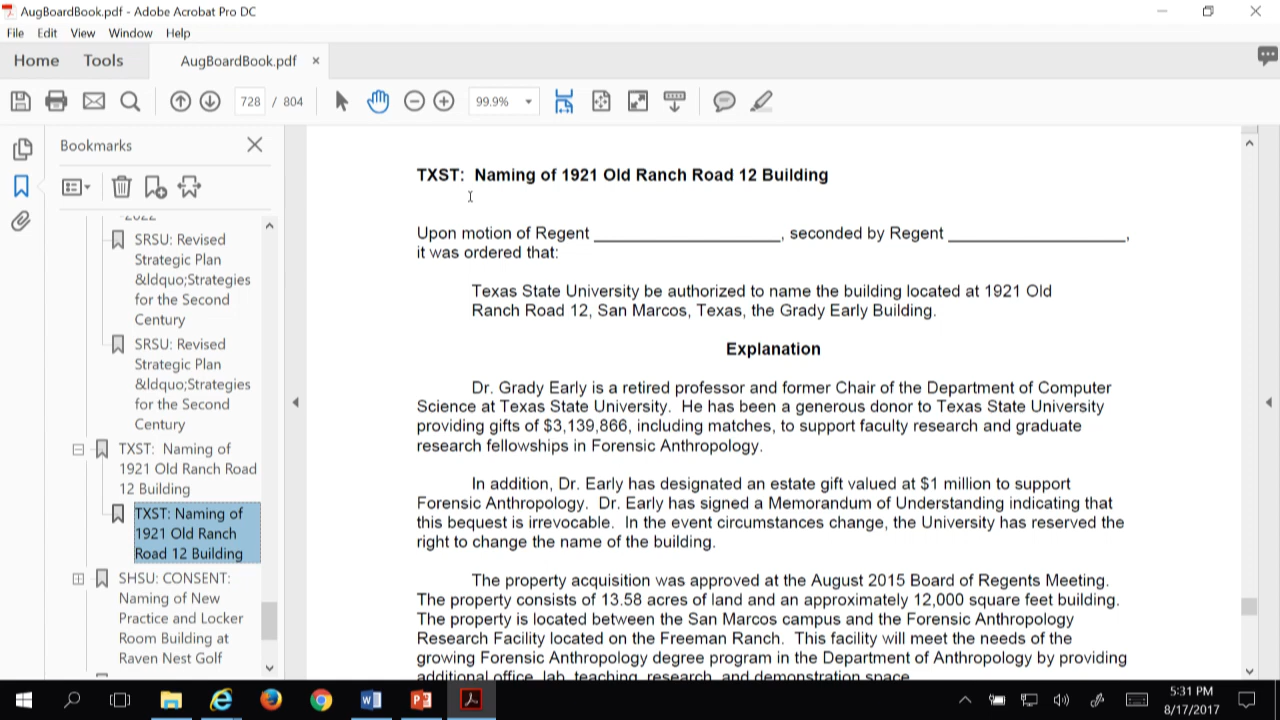 AugBoardBook.pdf - Adobe Acrobat Pro DC
File Edit View Window Help
Home Tools AugBoardBook.pdf ×
728 / 804 99.9%
Bookmarks
SRSU: Revised
Strategic Plan
&ldquo;Strategies
for the Second
Century
SRSU: Revised
Strategic Plan
&ldquo;Strategies
for the Second
Century
TXST: Naming of
1921 Old Ranch Road
12 Building
TXST: Naming of
1921 Old Ranch
Road 12 Building
SHSU: CONSENT:
Naming of New
Practice and Locker
Room Building at
Raven Nest Golf
TXST: Naming of 1921 Old Ranch Road 12 Building
Upon motion of Regent ____________________, seconded by Regent ___________________,
it was ordered that:
Texas State University be authorized to name the building located at 1921 Old
Ranch Road 12, San Marcos, Texas, the Grady Early Building.
Explanation
Dr. Grady Early is a retired professor and former Chair of the Department of Computer
Science at Texas State University. He has been a generous donor to Texas State University
providing gifts of $3,139,866, including matches, to support faculty research and graduate
research fellowships in Forensic Anthropology.
In addition, Dr. Early has designated an estate gift valued at $1 million to support
Forensic Anthropology. Dr. Early has signed a Memorandum of Understanding indicating that
this bequest is irrevocable. In the event circumstances change, the University has reserved the
right to change the name of the building.
The property acquisition was approved at the August 2015 Board of Regents Meeting.
The property consists of 13.58 acres of land and an approximately 12,000 square feet building.
The property is located between the San Marcos campus and the Forensic Anthropology
Research Facility located on the Freeman Ranch. This facility will meet the needs of the
growing Forensic Anthropology degree program in the Department of Anthropology by providing
additional office, lab, teaching, research, and demonstration space.
5:31 PM
8/17/2017